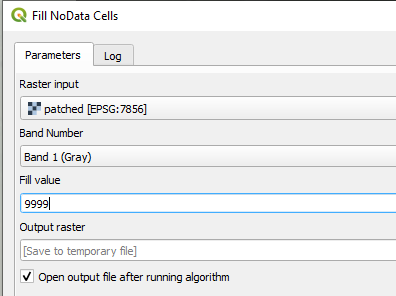 Fill NoData Cells
Parameters
Log
Raster input
patched [EPSG:7856]
Band Number
Band 1 (Gray)
Fill value
9999
Output raster
[Save to temporary file]
Open output file after running algorithm